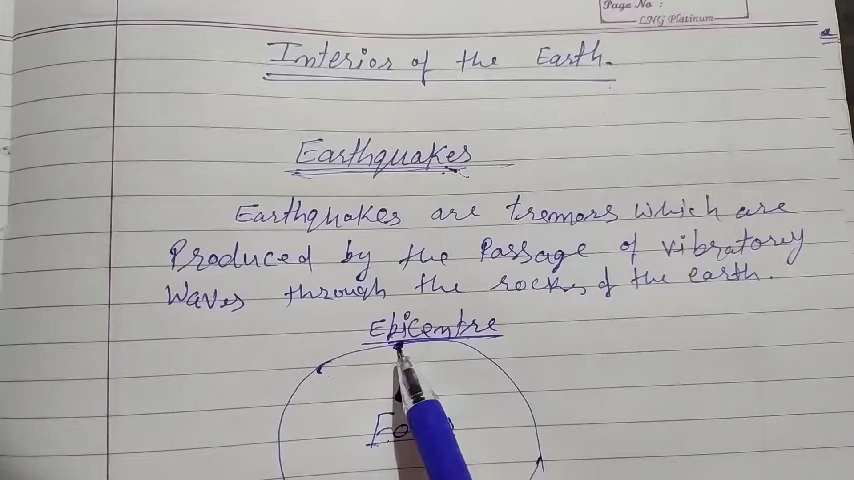 Page No :
LNG Platinum
Interior of the Earth.
Earthquakes
Earthquakes are tremors which are
Produced by the Passage of vibratory
Waves through the rocks of the earth.
Epicentre